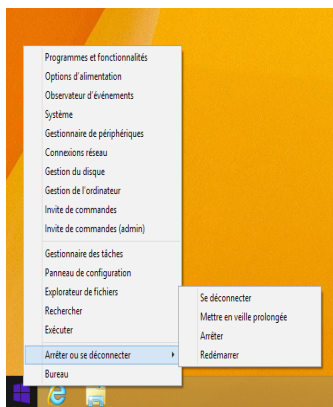 Programmes et fonctionnalités
Options d'alimentation
Observateur d'événements
Système
Gestionnaire de périphériques
Connexions réseau
Gestion du disque
Gestion de l'ordinateur
Invite de commandes
Invite de commandes (admin)
Gestionnaire des tâches
Panneau de configuration
Explorateur de fichiers
Rechercher
Exécuter
Arrêter ou se déconnecter
Bureau
Se déconnecter
Mettre en veille prolongée
Arrêter
Redémarrer